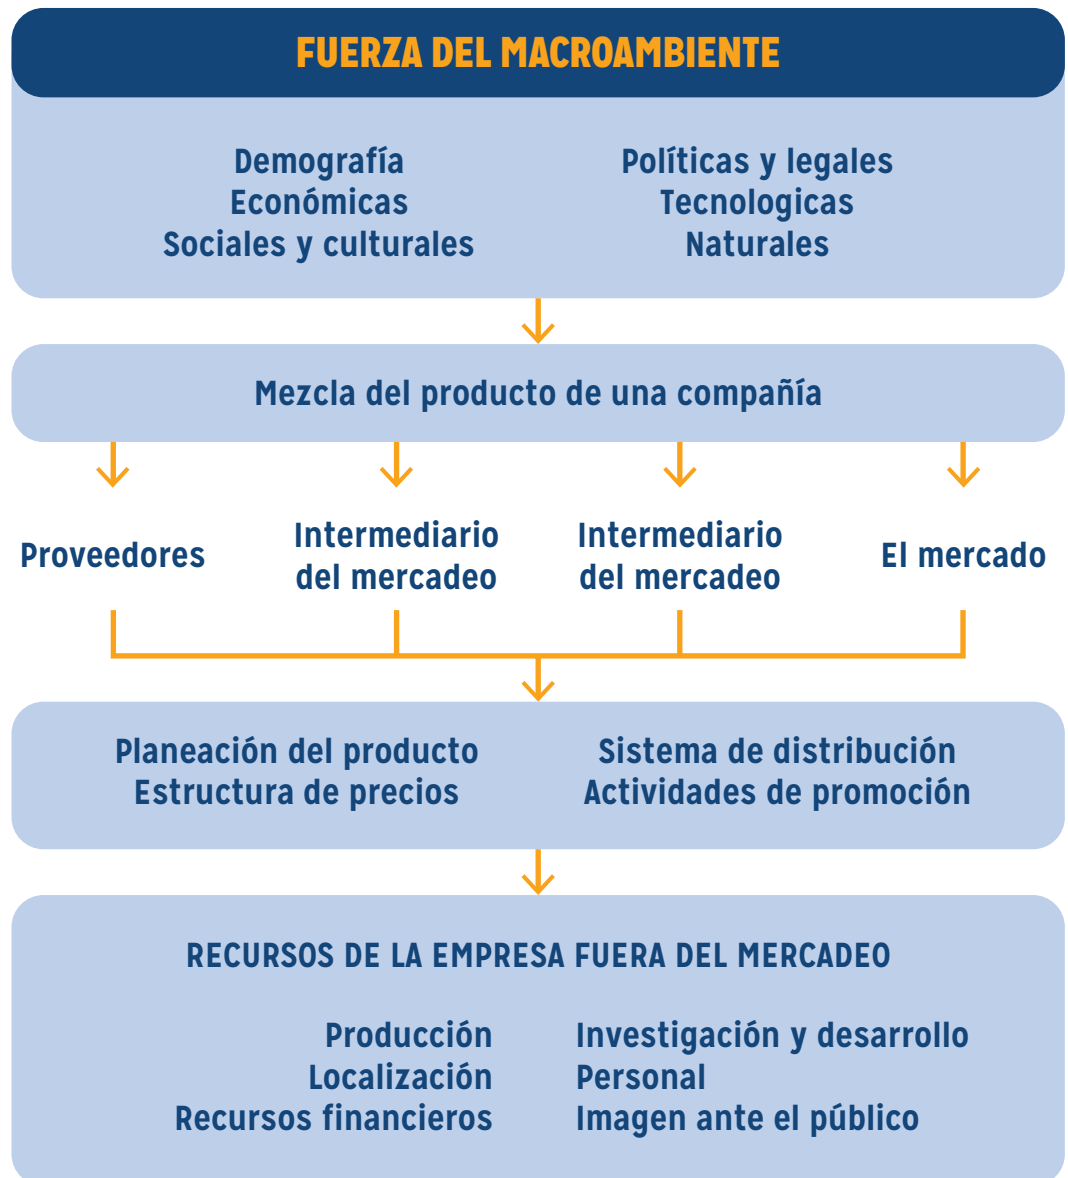 FUERZA DEL MACROAMBIENTE
Demografía
Económicas
Sociales y culturales
Políticas y legales
Tecnologicas
Naturales
Mezcla del producto de una compañía
Proveedores
Intermediario
del mercadeo
Intermediario
del mercadeo
El mercado
Planeación del producto
Estructura de precios
Sistema de distribución
Actividades de promoción
RECURSOS DE LA EMPRESA FUERA DEL MERCADEO
Producción
Localización
Recursos financieros
Investigación y desarrollo
Personal
Imagen ante el público